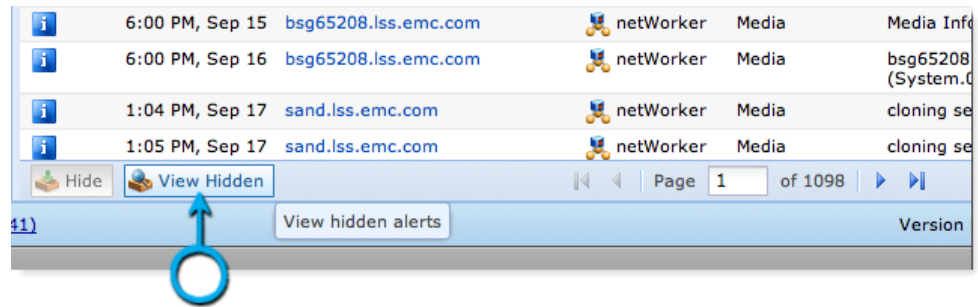 6:00 PM, Sep 15 bsg65208.lss.emc.com netWorker Media Media Info
6:00 PM, Sep 16 bsg65208.lss.emc.com netWorker Media bsg65208
(System.
1:04 PM, Sep 17 sand.lss.emc.com netWorker Media cloning se
1:05 PM, Sep 17 sand.lss.emc.com netWorker Media cloning se
Hide View Hidden Page 1 of 1098
41) View hidden alerts Version